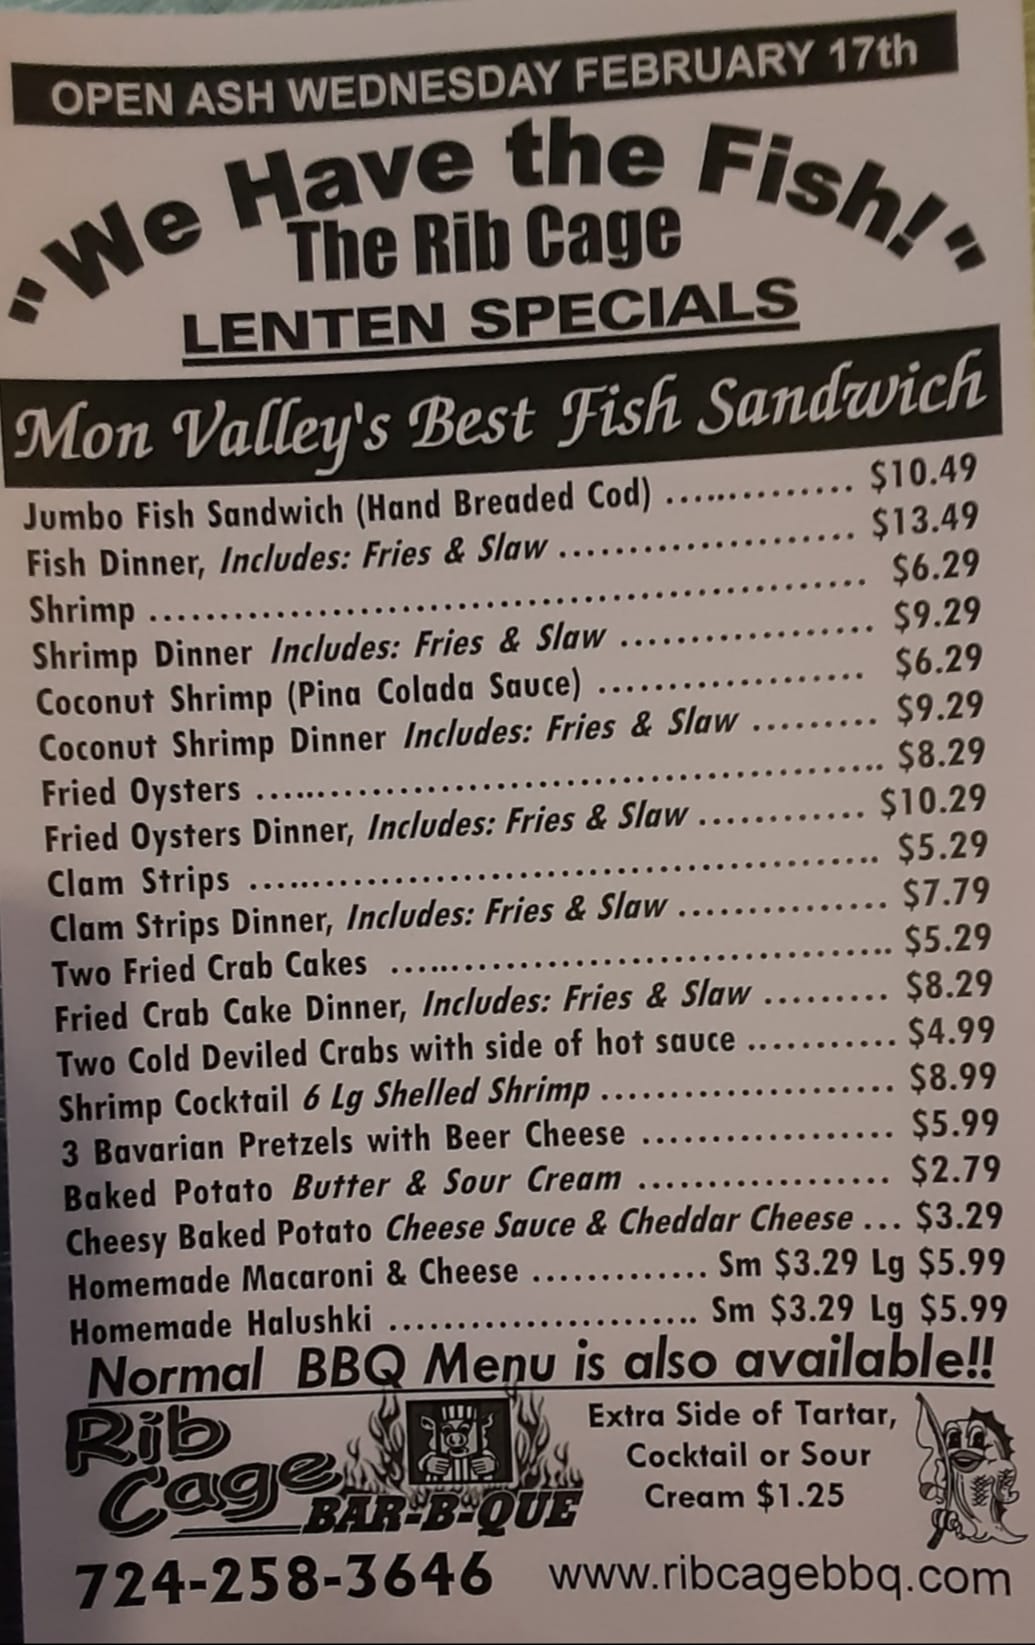 OPEN ASH WEDNESDAY FEBRUARY 17th
"We Have the Fish!"
The Rib Cage
LENTEN SPECIALS
Mon Valley's Best Fish Sandwich
Jumbo Fish Sandwich (Hand Breaded Cod) .............. $10.49
Fish Dinner, Includes: Fries & Slaw ..................... $13.49
Shrimp ................................................... $6.29
Shrimp Dinner Includes: Fries & Slaw .................. $9.29
Coconut Shrimp (Pina Colada Sauce) ................... $6.29
Coconut Shrimp Dinner Includes: Fries & Slaw ......... $9.29
Fried Oysters ............................................. $8.29
Fried Oysters Dinner, Includes: Fries & Slaw ............ $10.29
Clam Strips ............................................. $5.29
Clam Strips Dinner, Includes: Fries & Slaw ............... $7.79
Two Fried Crab Cakes .................................... $5.29
Fried Crab Cake Dinner, Includes: Fries & Slaw ......... $8.29
Two Cold Deviled Crabs with side of hot sauce ........... $4.99
Shrimp Cocktail 6 Lg Shelled Shrimp ..................... $8.99
3 Bavarian Pretzels with Beer Cheese .................. $5.99
Baked Potato Butter & Sour Cream .................. $2.79
Cheesy Baked Potato Cheese Sauce & Cheddar Cheese ... $3.29
Homemade Macaroni & Cheese ............. Sm $3.29 Lg $5.99
Homemade Halushki ....................... Sm $3.29 Lg $5.99
Normal BBQ Menu is also available!!
Rib
Cage
BAR-B-QUE
Extra Side of Tartar,
Cocktail or Sour
Cream $1.25
724-258-3646 www.ribcagebbq.com